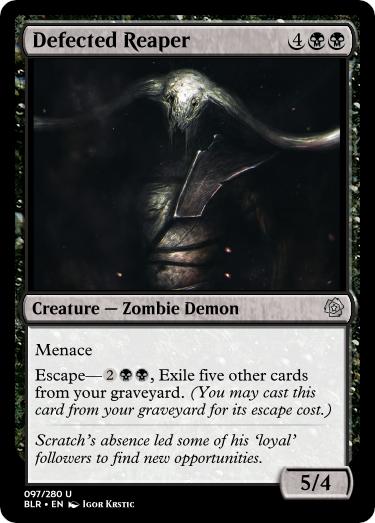 Defected Reaper 4
Creature — Zombie Demon
Menace
Escape—2, Exile five other cards
from your graveyard. (You may cast this
card from your graveyard for its escape cost.)
Scratch's absence led some of his 'loyal'
followers to find new opportunities.
5/4
097/280 U
BLR • EN Igor Krstic